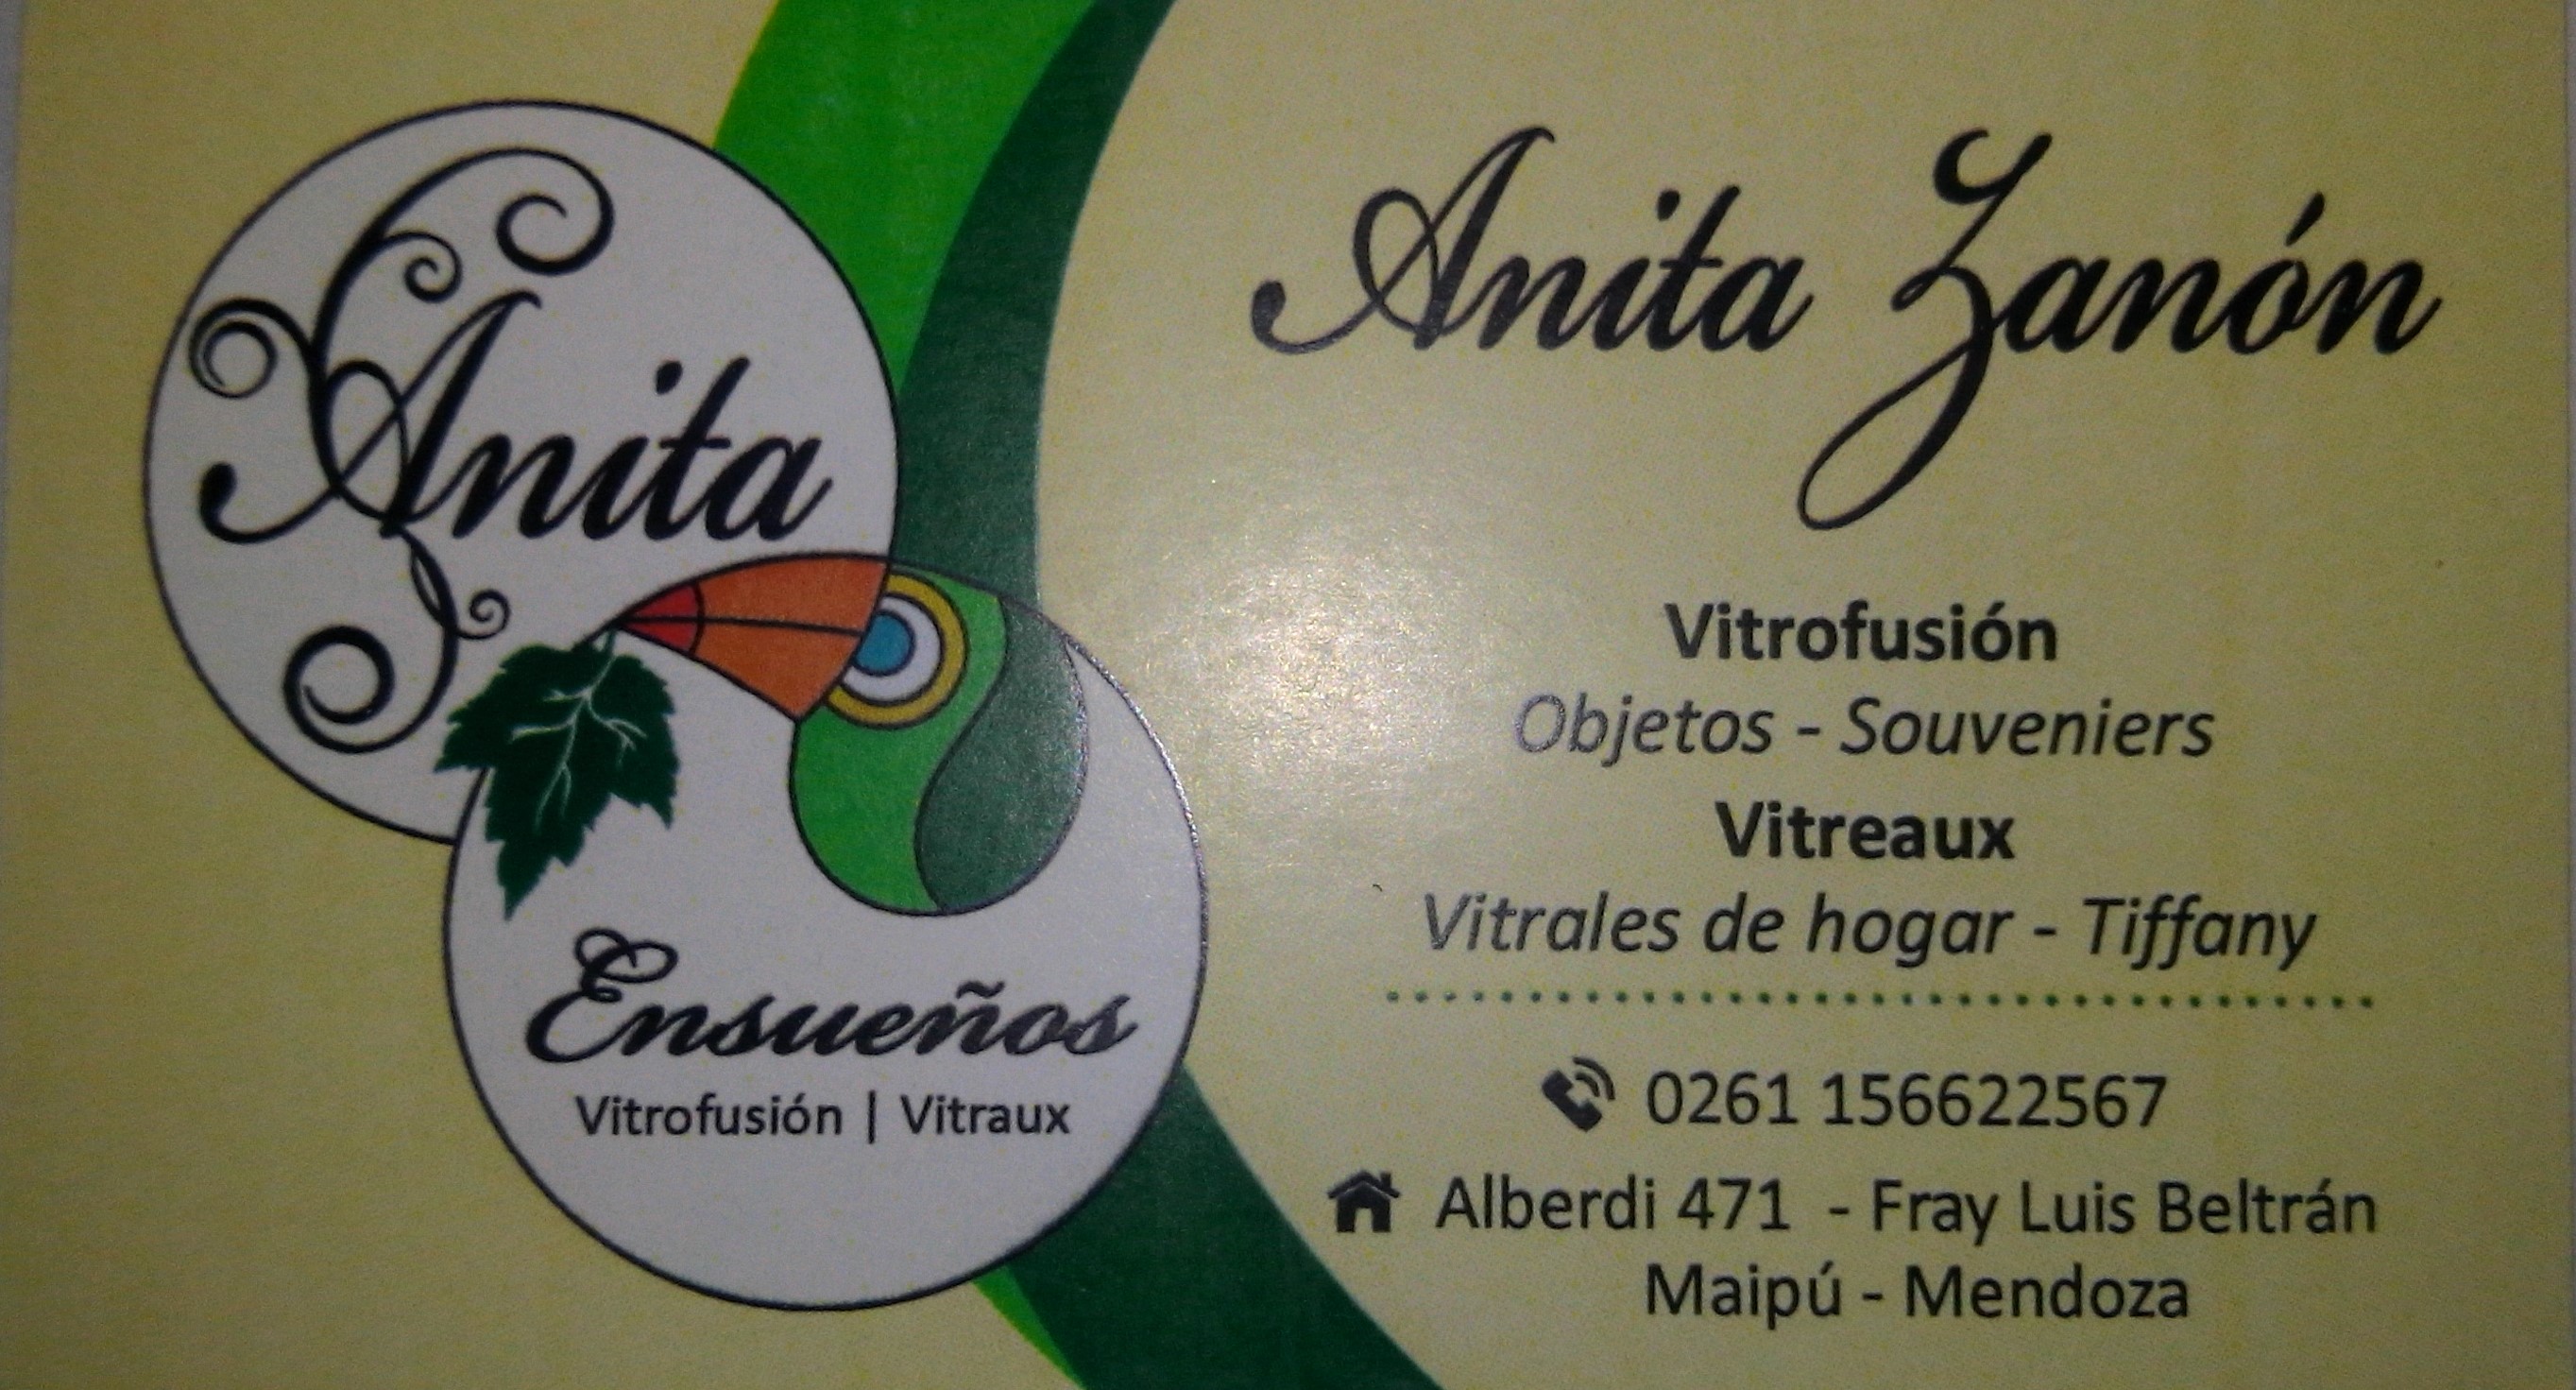 Anita
Ensueños
Vitrofusión | Vitraux
Anita Zanón
Vitrofusión
Objetos - Souveniers
Vitreaux
Vitrales de hogar - Tiffany
0261 156622567
Alberdi 471 - Fray Luis Beltrán
Maipú - Mendoza